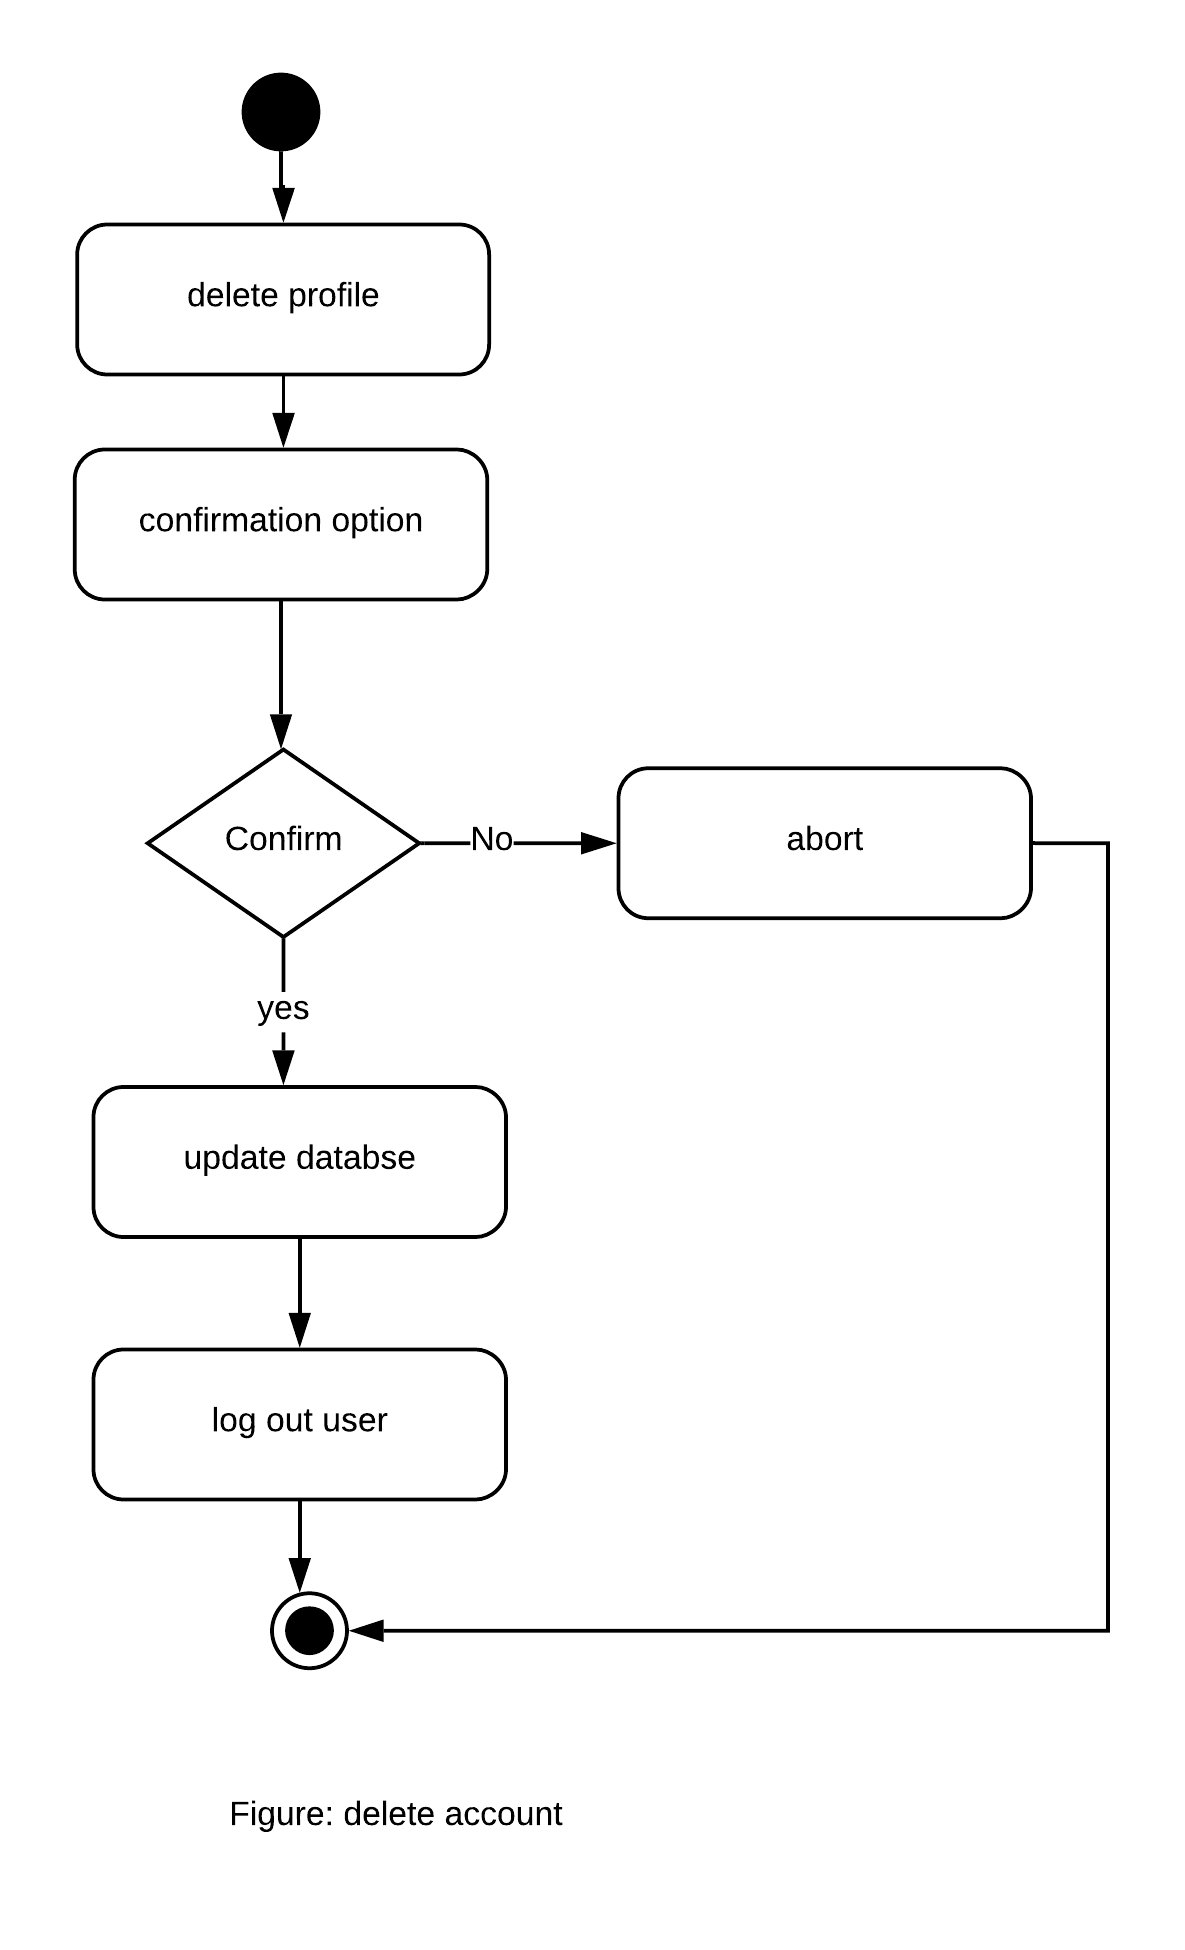 delete profile
confirmation option
Confirm
No
abort
yes
update databse
log out user
Figure: delete account